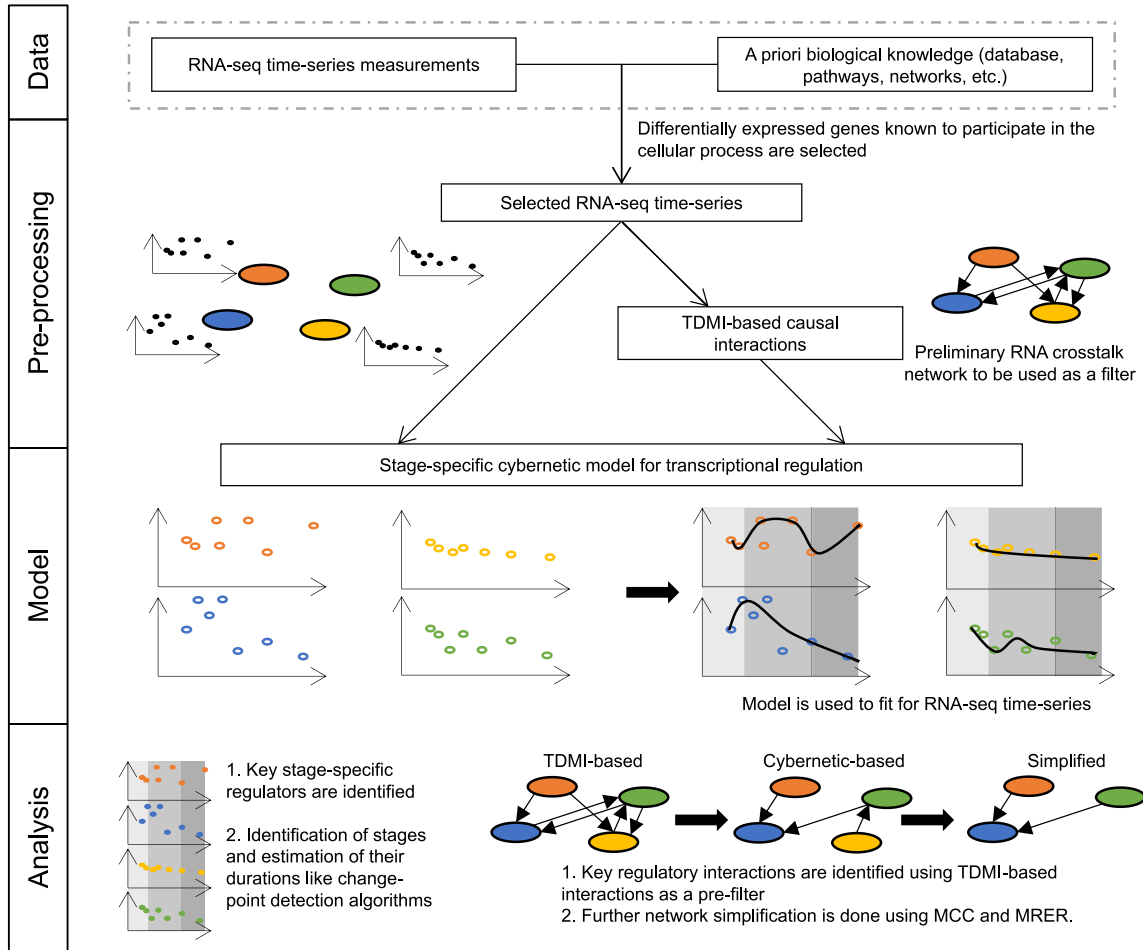 Data
RNA-seq time-series measurements
A priori biological knowledge (database,
pathways, networks, etc.)
Differentially expressed genes known to participate in the
cellular process are selected
Pre-processing
Selected RNA-seq time-series
TDMI-based causal
interactions
Preliminary RNA crosstalk
network to be used as a filter
Model
Stage-specific cybernetic model for transcriptional regulation
Model is used to fit for RNA-seq time-series
Analysis
1. Key stage-specific
regulators are identified
2. Identification of stages
and estimation of their
durations like change-
point detection algorithms
TDMI-based
Cybernetic-based
Simplified
1. Key regulatory interactions are identified using TDMI-based
interactions as a pre-filter
2. Further network simplification is done using MCC and MRER.